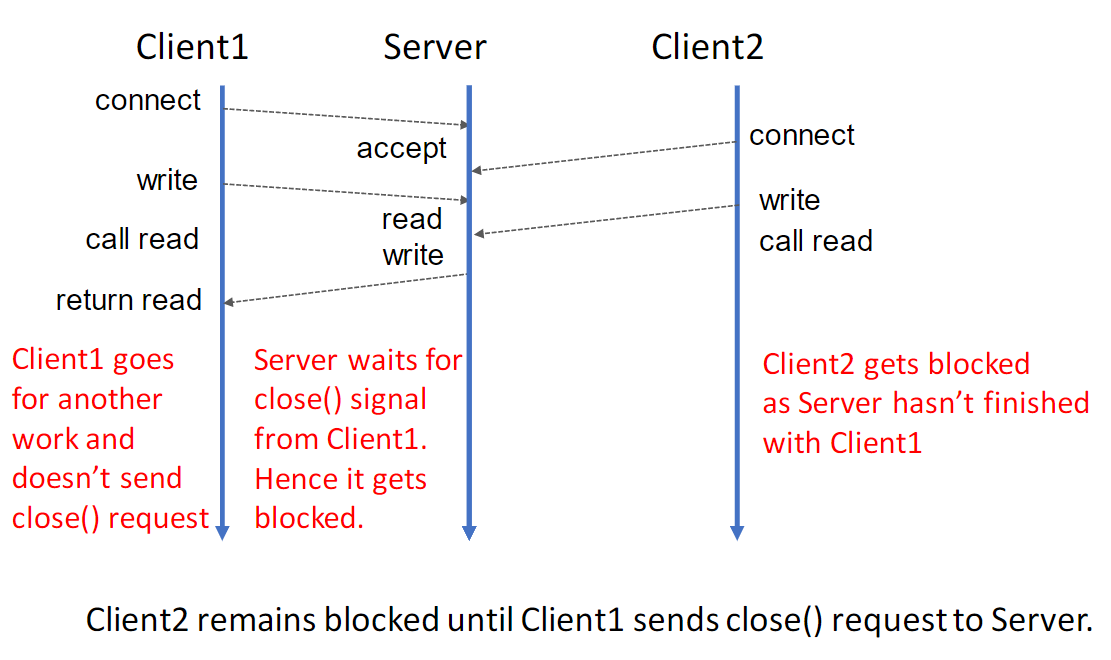 Client1
Server
Client2
connect
accept
connect
write
write
read
call read
call read
write
return read
Client1 goes
for another
work and
doesn't send
close() request
Server waits for
close() signal
from Client1.
Hence it gets
blocked.
Client2 gets blocked
as Server hasn't finished
with Client1
Client2 remains blocked until Client1 sends close() request to Server.